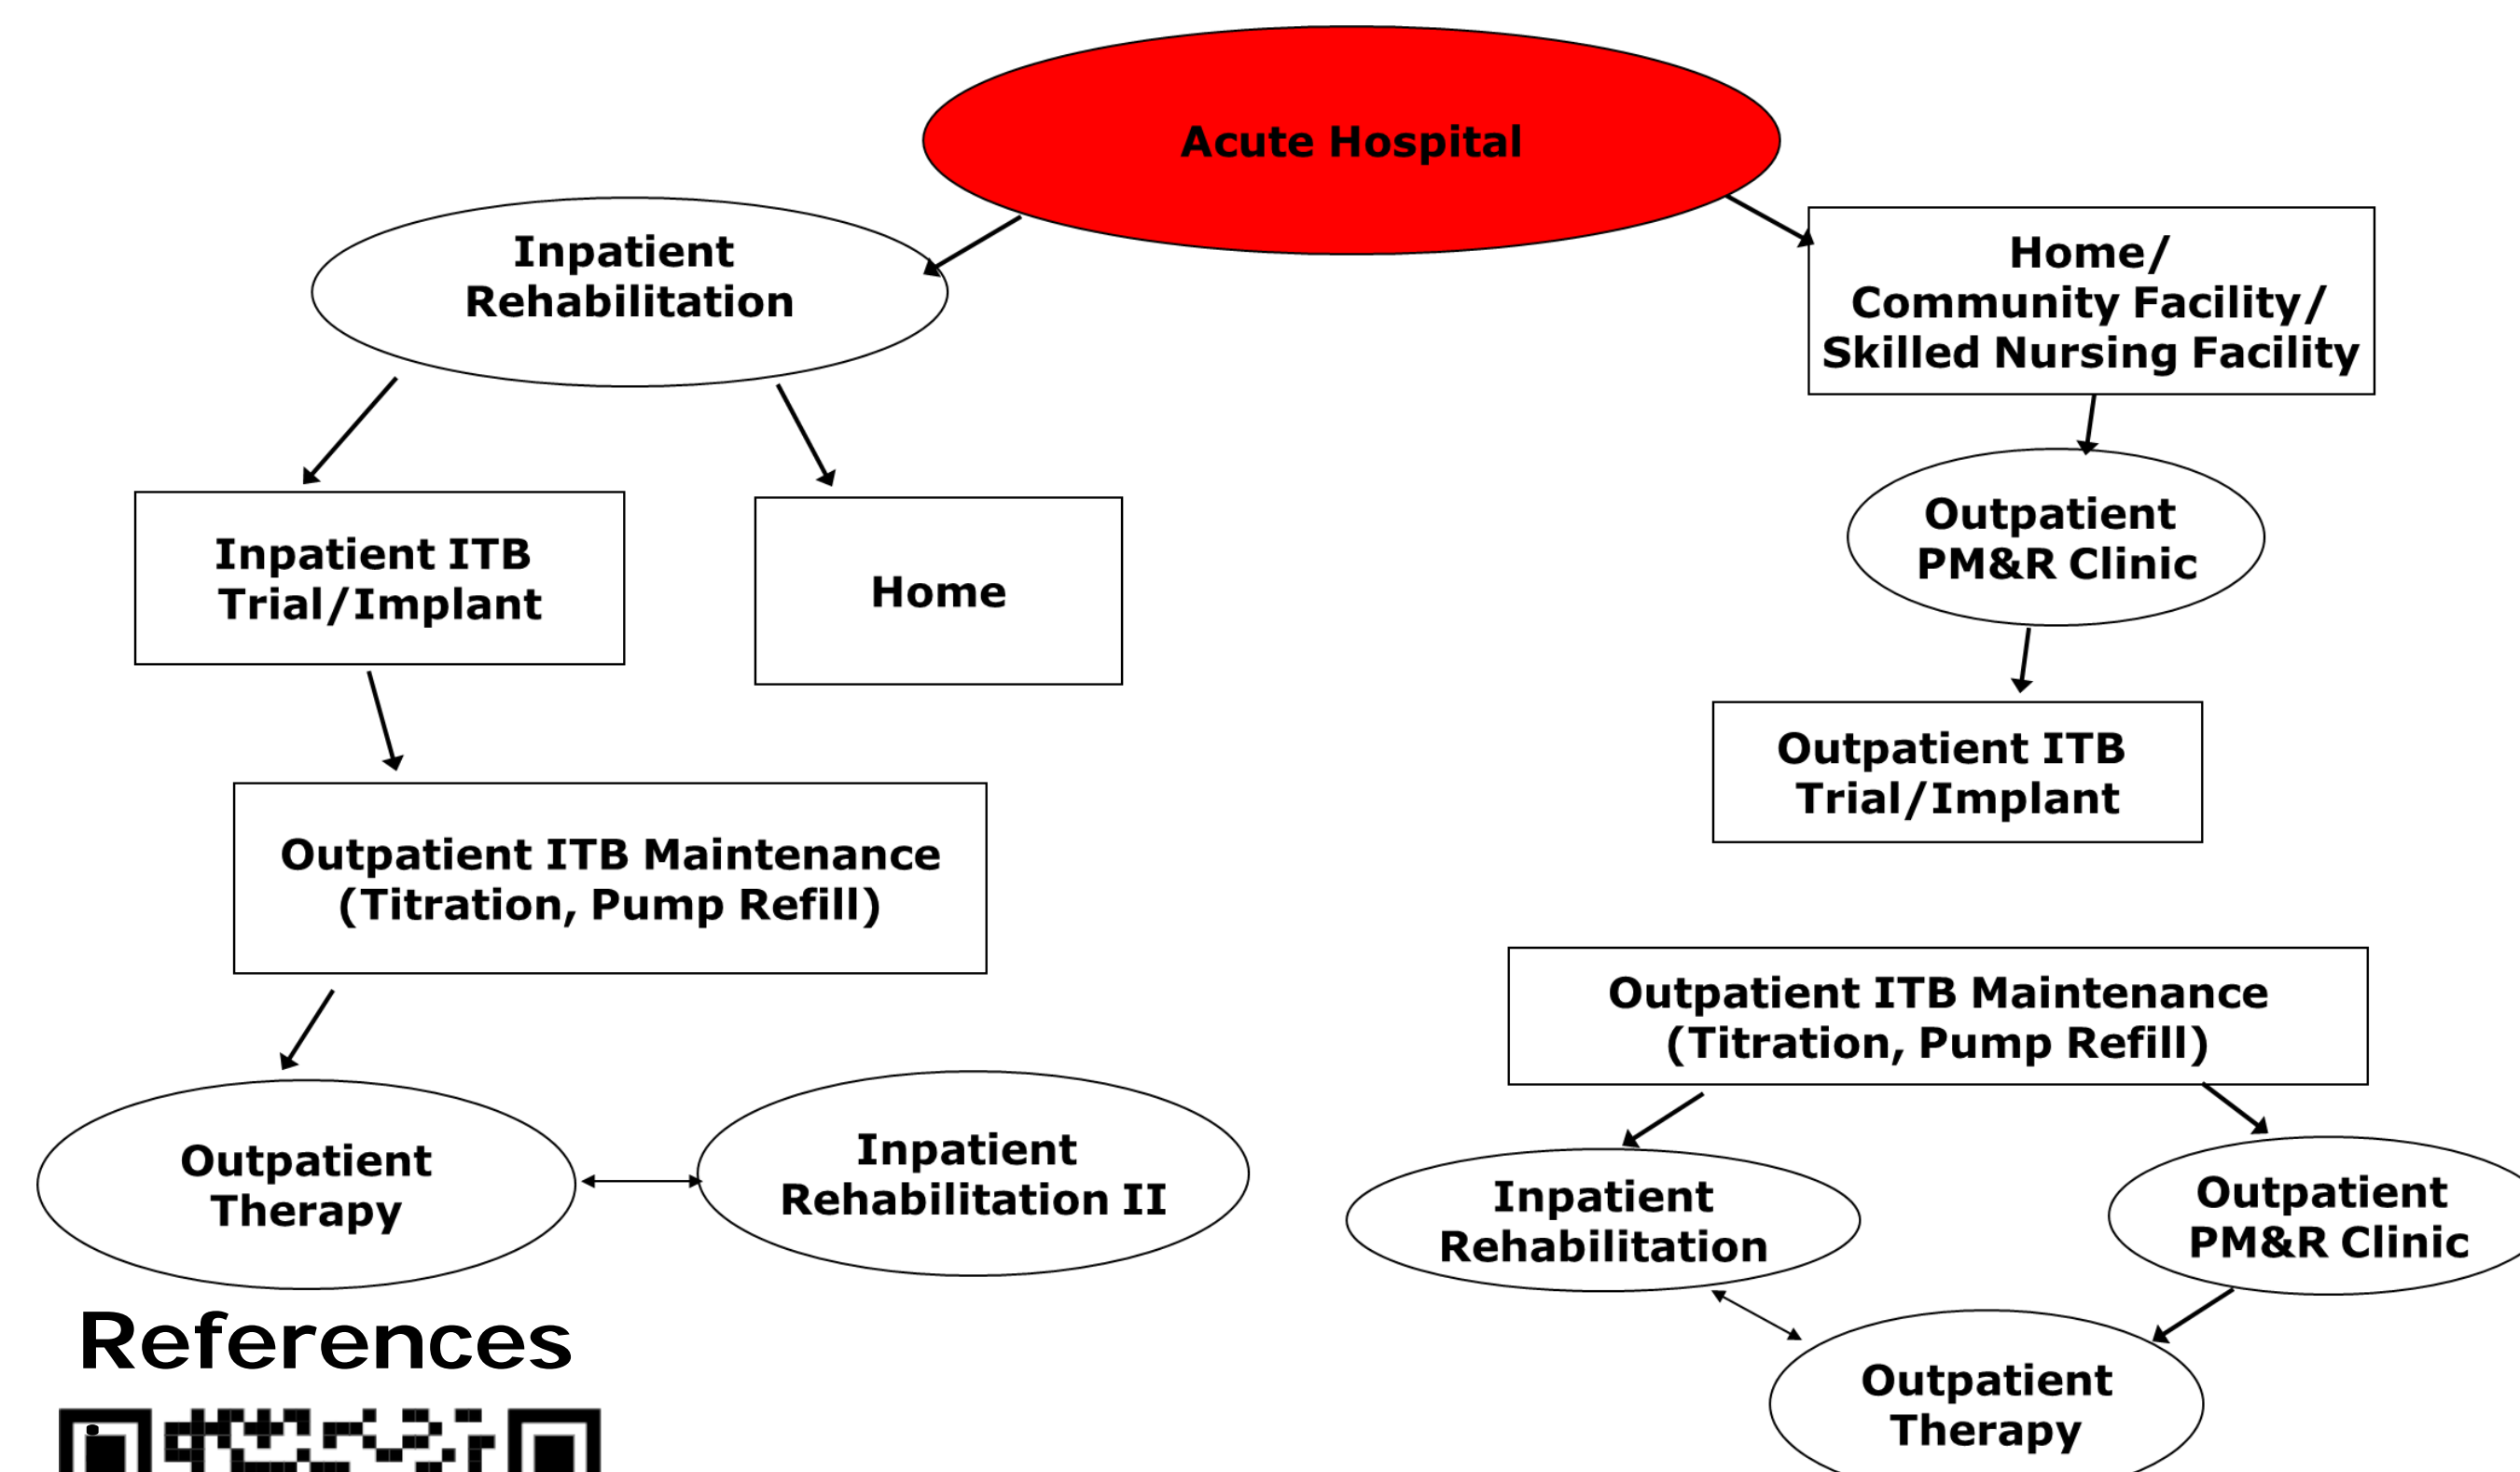 Acute Hospital
Inpatient
Rehabilitation
Home/
Community Facility/
Skilled Nursing Facility
Inpatient ITB
Trial/Implant
Home
Outpatient
PM&R Clinic
Outpatient ITB
Trial/Implant
Outpatient ITB Maintenance
(Titration, Pump Refill)
Outpatient ITB Maintenance
(Titration, Pump Refill)
Outpatient
Therapy
Inpatient
Rehabilitation II
Inpatient
Rehabilitation
Outpatient
PM&R Clinic
Outpatient
Therapy
References